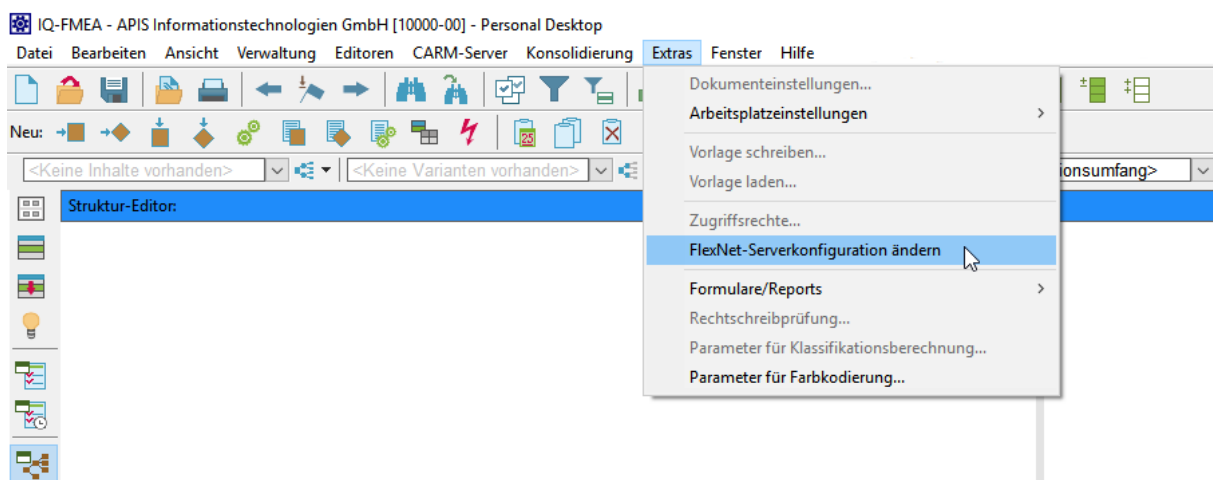 IQ-FMEA - APIS Informationstechnologien GmbH [10000-00] - Personal Desktop
Datei Bearbeiten Ansicht Verwaltung Editoren CARM-Server Konsolidierung Extras Fenster Hilfe
Dokumenteinstellungen...
Arbeitsplatzeinstellungen
Neu:
25
Vorlage schreiben...
<Keine Inhalte vorhanden> <Keine Varianten vorhanden> ionsumfang>
Vorlage laden...
Struktur-Editor:
Zugriffsrechte...
FlexNet-Serverkonfiguration ändern
Formulare/Reports
Rechtschreibprüfung...
Parameter für Klassifikationsberechnung...
Parameter für Farbkodierung...